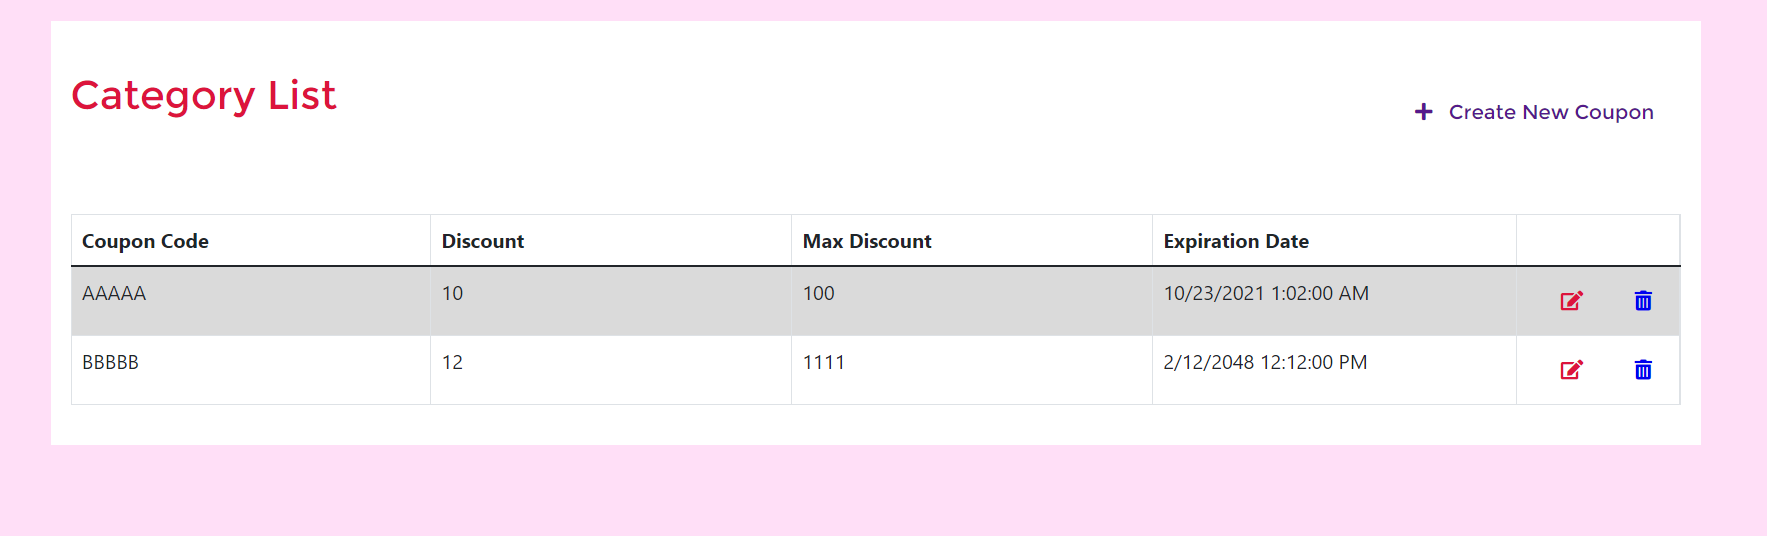 Category List
+ Create New Coupon
Coupon Code Discount Max Discount Expiration Date
AAAAA 10 100 10/23/2021 1:02:00 AM
BBBBB 12 1111 2/12/2048 12:12:00 PM